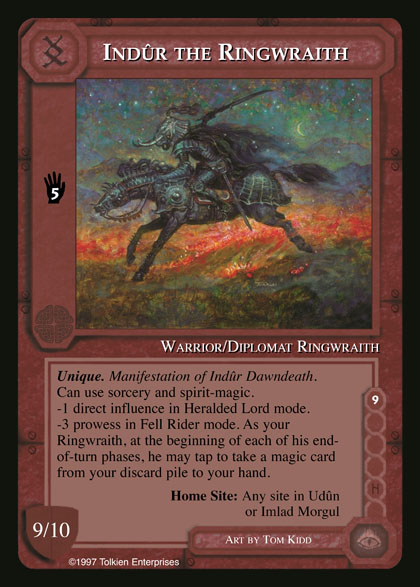 Indûr the Ringwraith
5
Warrior/Diplomat Ringwraith
Unique. Manifestation of Indûr Dawndeath.
Can use sorcery and spirit-magic.
-1 direct influence in Heralded Lord mode.
-3 prowess in Fell Rider mode. As your
Ringwraith, at the beginning of each of his end-
of-turn phases, he may tap to take a magic card
from your discard pile to your hand.
9
H
Home Site: Any site in Udûn
or Imlad Morgul
9/10
Art by Tom Kidd
©1997 Tolkien Enterprises